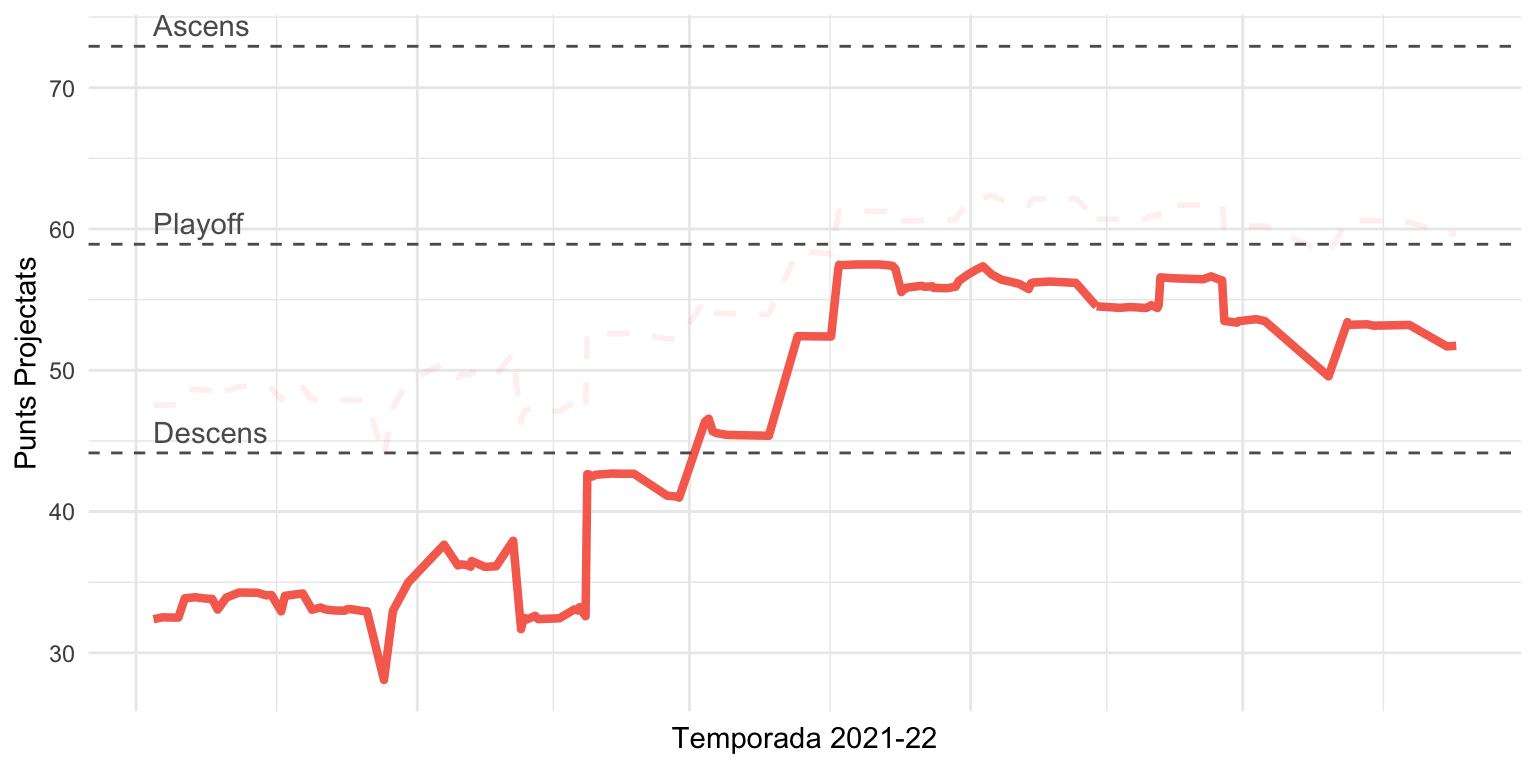 Ascens
70
Playoff
60
50
Descens
40
30
Punts Projectats
Temporada 2021-22